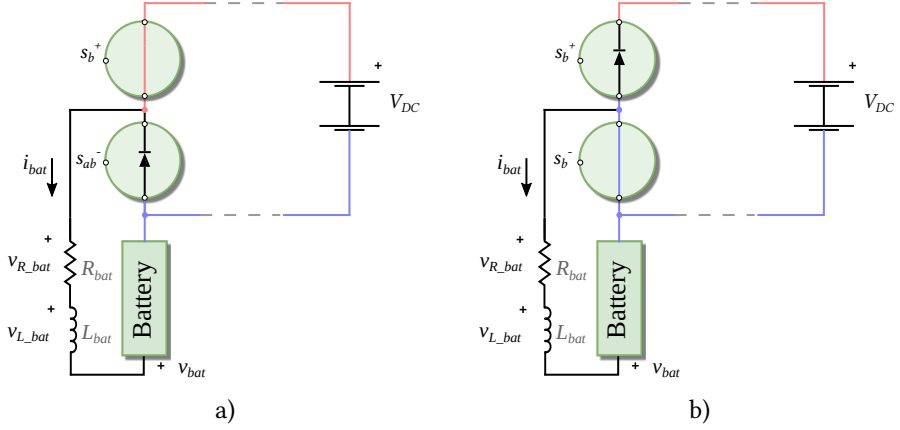 s_b^+
+
V_DC
s_ab^-
i_bat
+
v_R_bat
R_bat
+
v_L_bat
L_bat
Battery
+
v_bat
a)
s_b^+
+
V_DC
s_b^-
i_bat
+
v_R_bat
R_bat
+
v_L_bat
L_bat
Battery
+
v_bat
b)